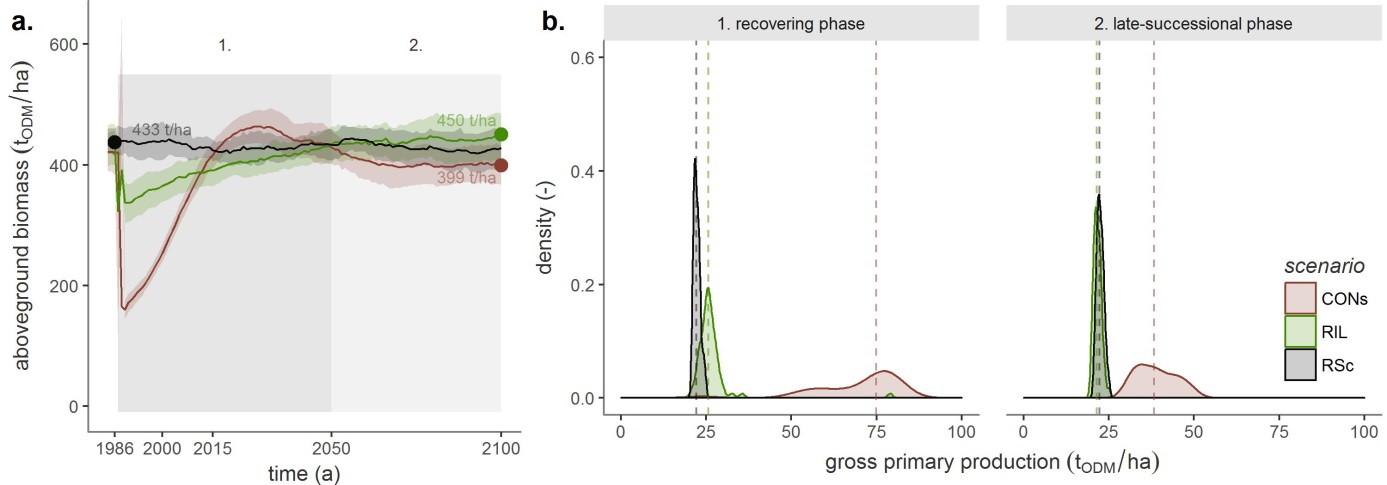 a.
600
400
200
0
aboveground biomass (tODM/ha)
1.
2.
433 t/ha
450 t/ha
399 t/ha
1986 2000 2015 2050 2100
time (a)
b.
1. recovering phase
2. late-successional phase
0.6
0.4
0.2
0.0
density (-)
scenario
CONs
RIL
RSc
0 25 50 75 100
0 25 50 75 100
gross primary production (tODM/ha)